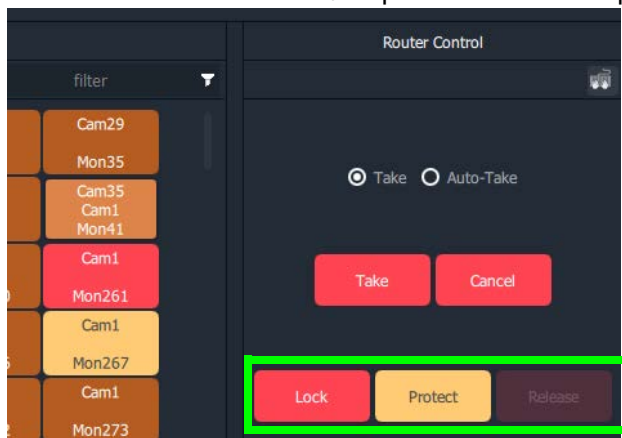 Router Control
filter
Cam29
Mon35
Cam35
Cam1
Mon41
Cam1
Mon261
Cam1
Mon267
Cam1
Mon273
Take Auto-Take
Take Cancel
Lock Protect Release